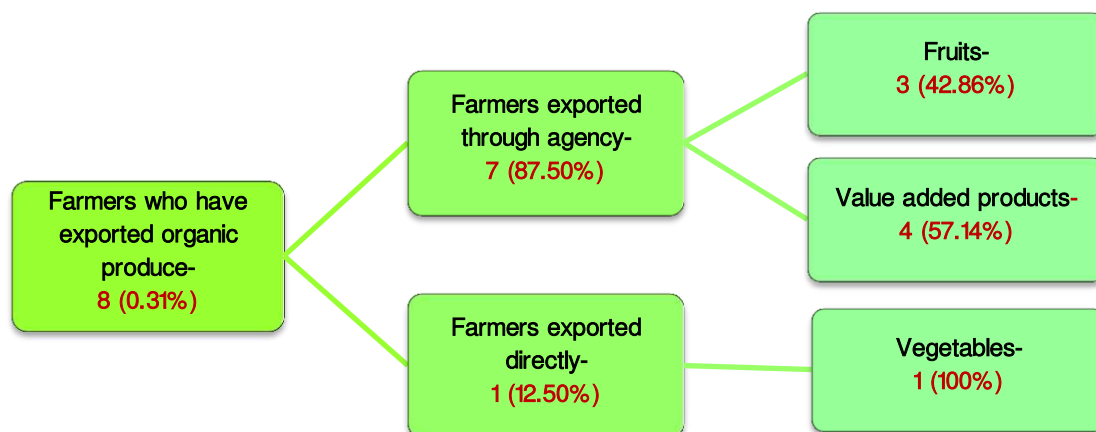 Farmers who have
exported organic
produce-
8 (0.31%)
Farmers exported
through agency-
7 (87.50%)
Fruits-
3 (42.86%)
Value added products-
4 (57.14%)
Farmers exported
directly-
1 (12.50%)
Vegetables-
1 (100%)